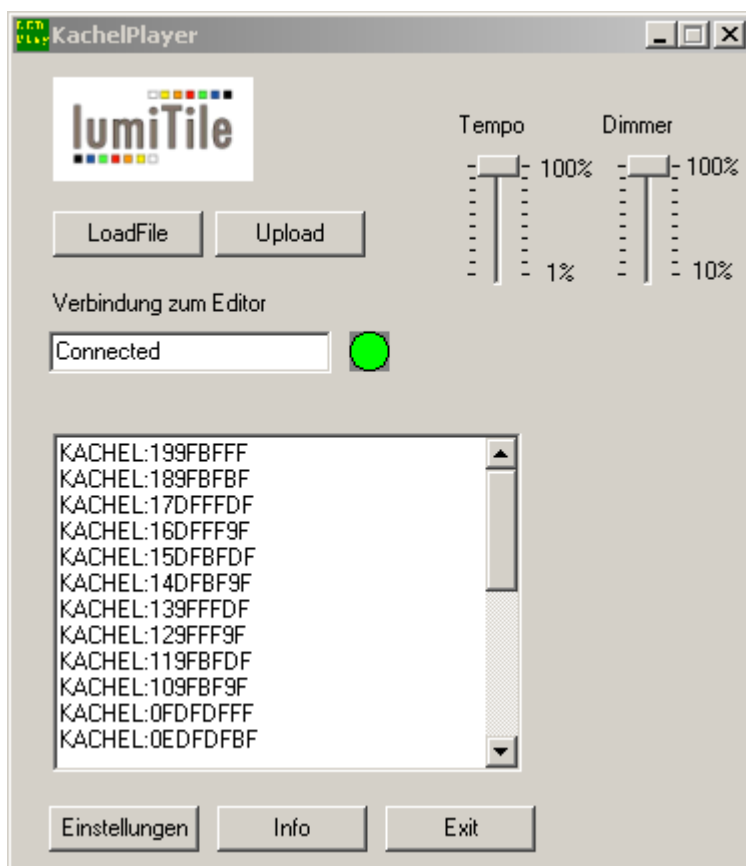 KachelPlayer
lumiTile
Tempo
Dimmer
100%
100%
LoadFile
Upload
1%
10%
Verbindung zum Editor
Connected
KACHEL:199FBFFF
KACHEL:189FBFBF
KACHEL:17DFFFDF
KACHEL:16DFFF9F
KACHEL:15DFBFDF
KACHEL:14DFBF9F
KACHEL:139FFFDF
KACHEL:129FFF9F
KACHEL:119FBFDF
KACHEL:109FBF9F
KACHEL:0FDFDFFF
KACHEL:0EDFDFBF
Einstellungen
Info
Exit